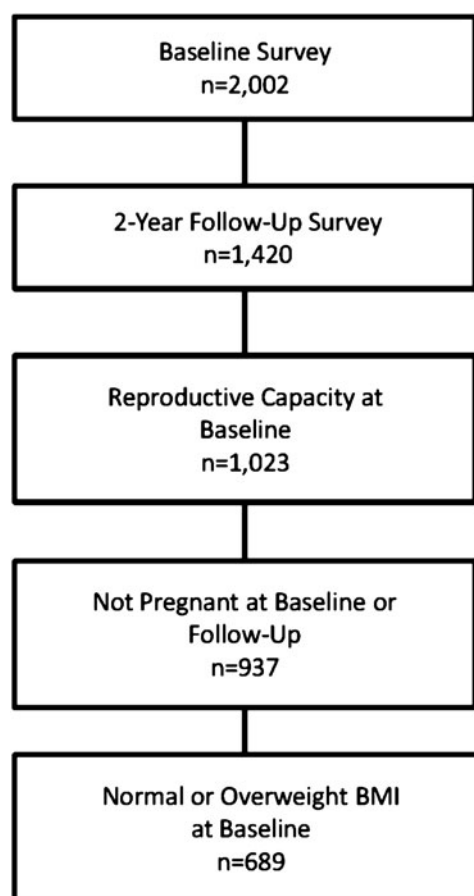 Baseline Survey
n=2,002
2-Year Follow-Up Survey
n=1,420
Reproductive Capacity at
Baseline
n=1,023
Not Pregnant at Baseline or
Follow-Up
n=937
Normal or Overweight BMI
at Baseline
n=689